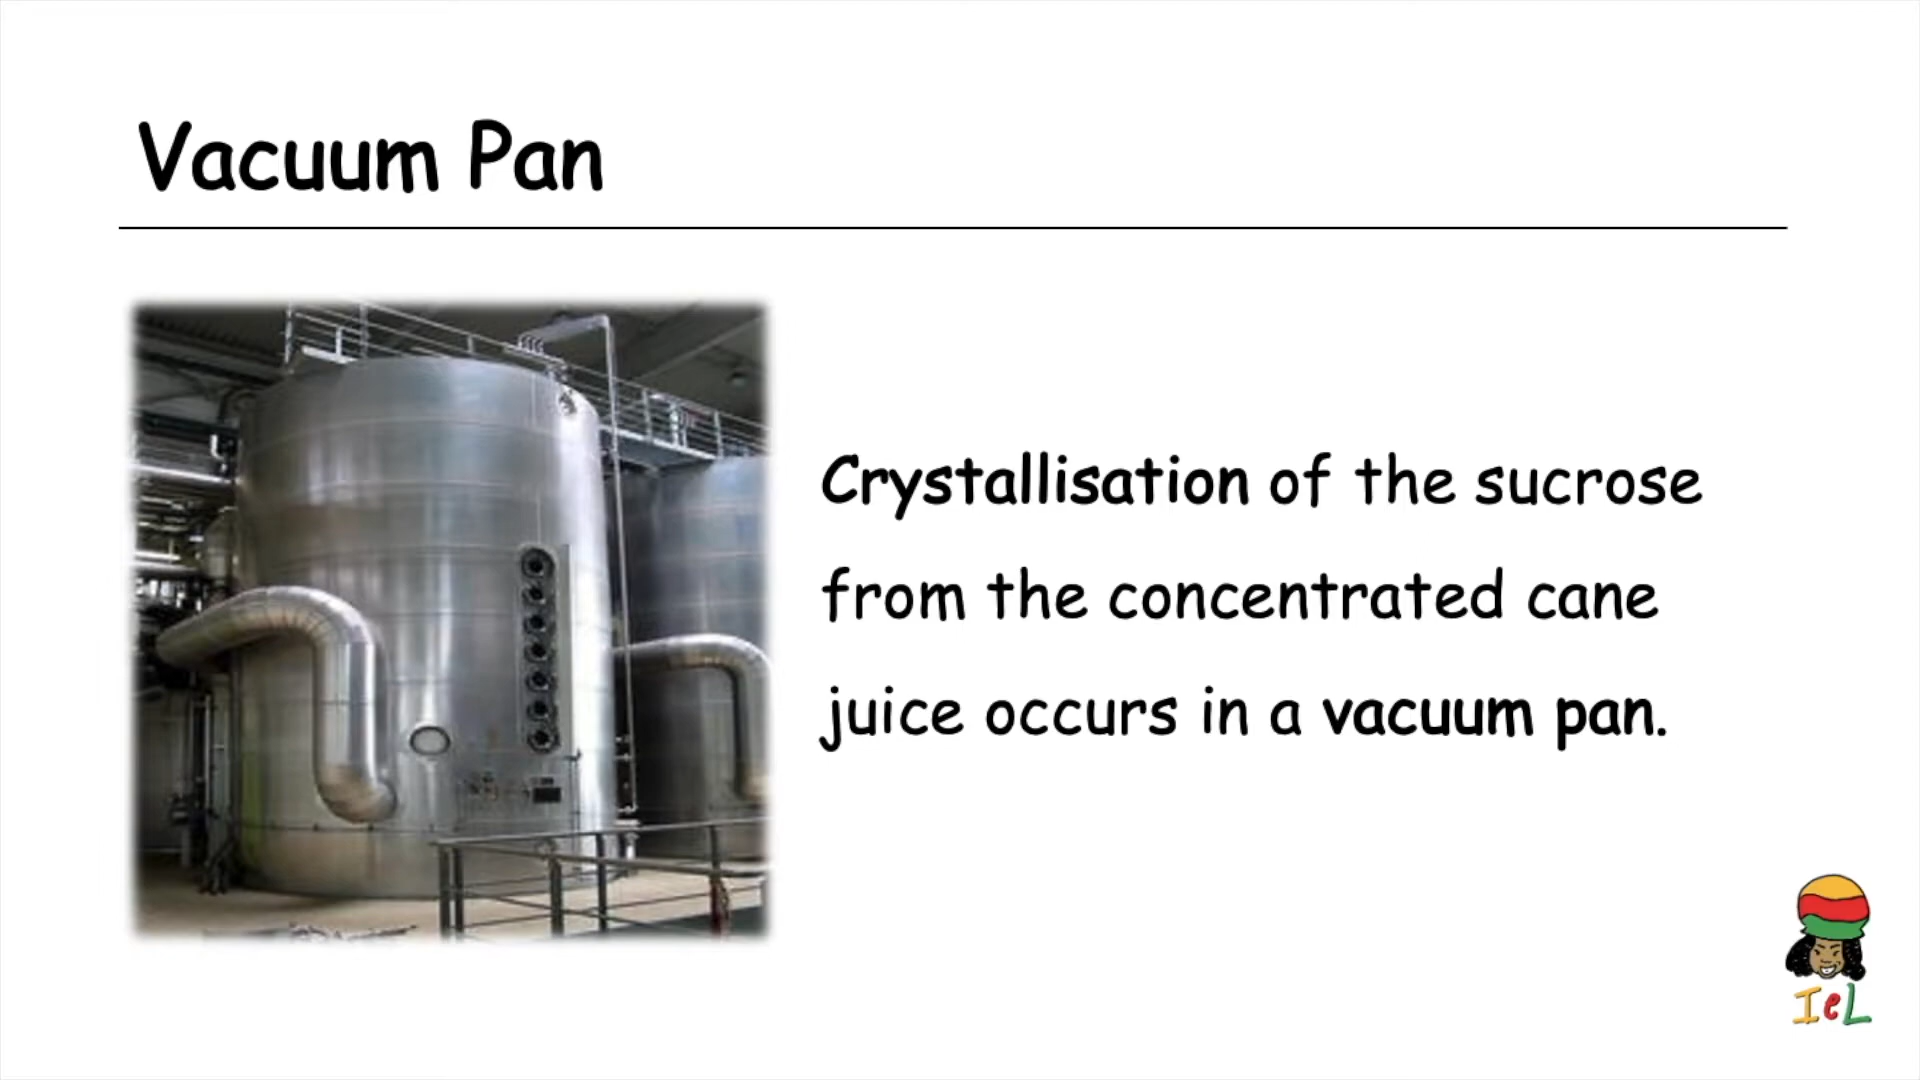 Vacuum Pan
Crystallisation of the sucrose
from the concentrated cane
juice occurs in a vacuum pan.
IeL